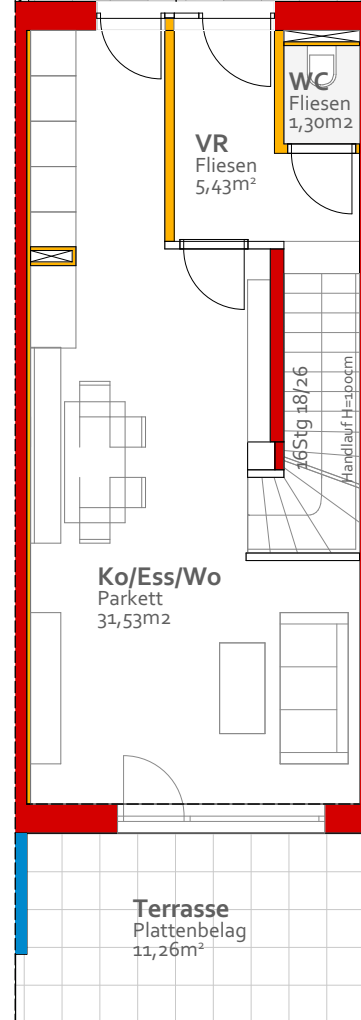 WC
Fliesen
1,30m2
VR
Fliesen
5,43m²
16Stg 18/26
Handlauf H=100cm
Ko/Ess/Wo
Parkett
31,53m2
Terrasse
Plattenbelag
11,26m²